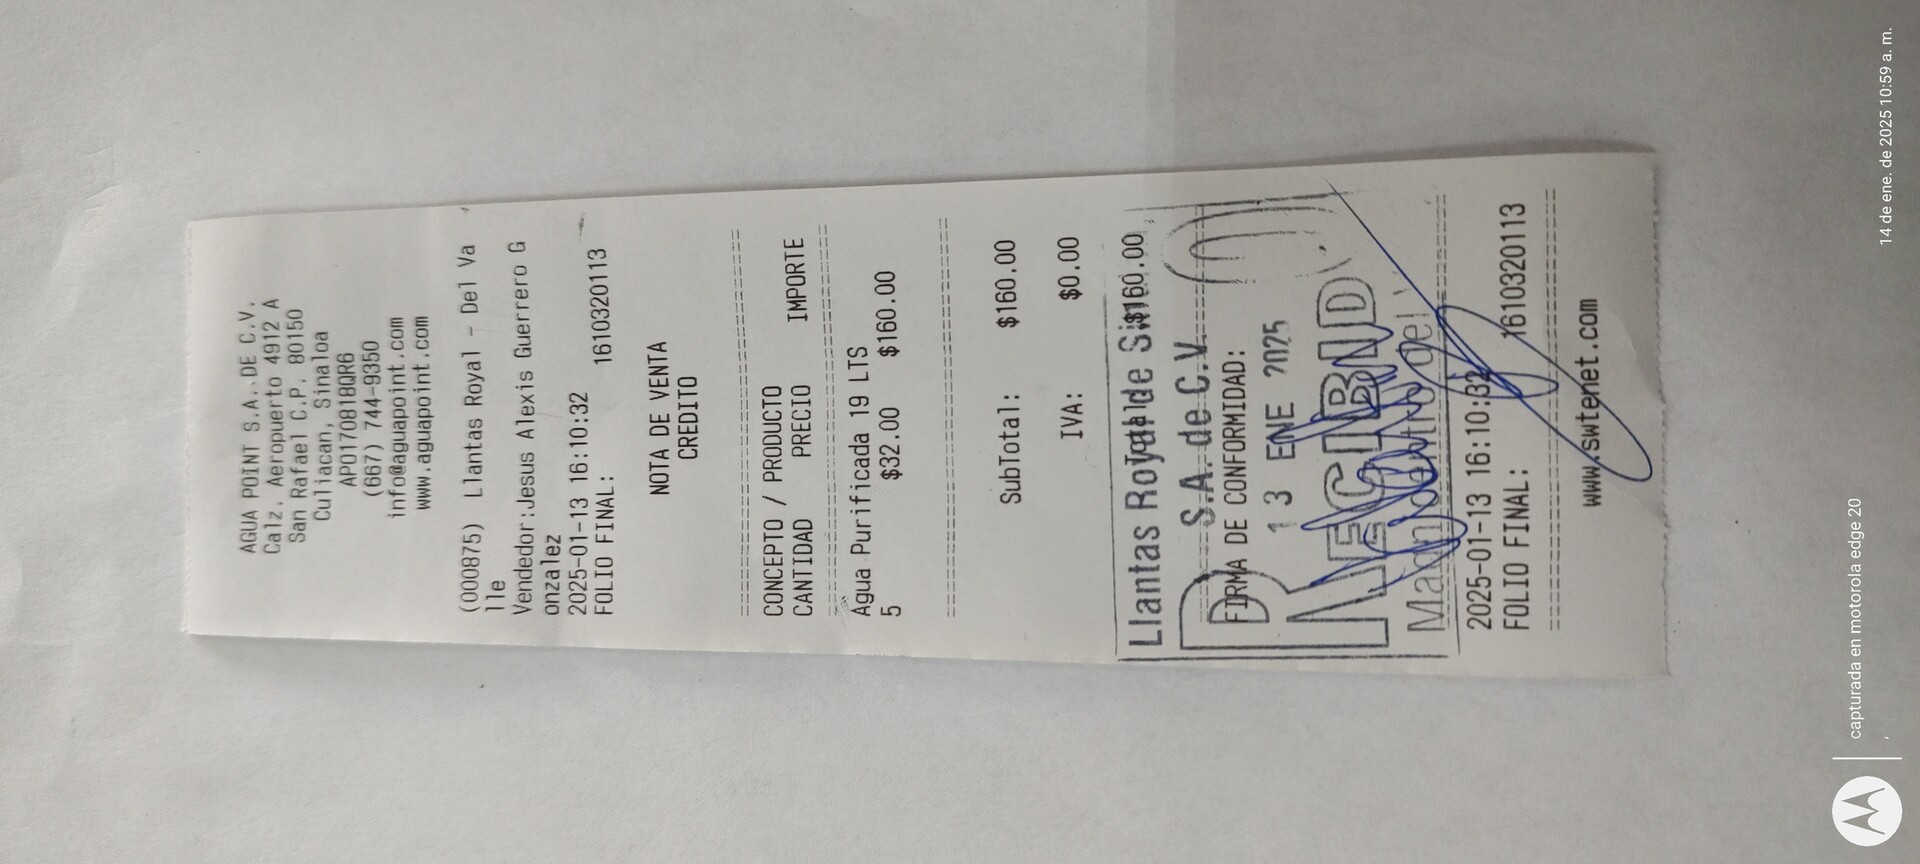 AGUA POINT S.A. DE C.V.
Calz. Aeropuerto 4912 A
San Rafael C.P. 80150
Culiacan, Sinaloa
APO170818QR6
(667) 744-9350
info@aguapoint.com
www.aguapoint.com
(000875) Llantas Royal - Del Va
lle
Vendedor:Jesus Alexis Guerrero G
onzalez
2025-01-13 16:10:32
FOLIO FINAL: 1610320113
NOTA DE VENTA
CREDITO
CONCEPTO / PRODUCTO
CANTIDAD PRECIO IMPORTE
Agua Purificada 19 LTS
5 $32.00 $160.00
SubTotal: $160.00
IVA: $0.00
Total: $160.00
Llantas Royal de Sin.
S.A. de C.V.
FIRMA DE CONFORMIDAD:
13 ENE 2025
RECIBIDO
2025-01-13 16:10:32
FOLIO FINAL: 1610320113
www.swtenet.com
capturada en motorola edge 20
14 de ene. de 2025 10:59 a. m.